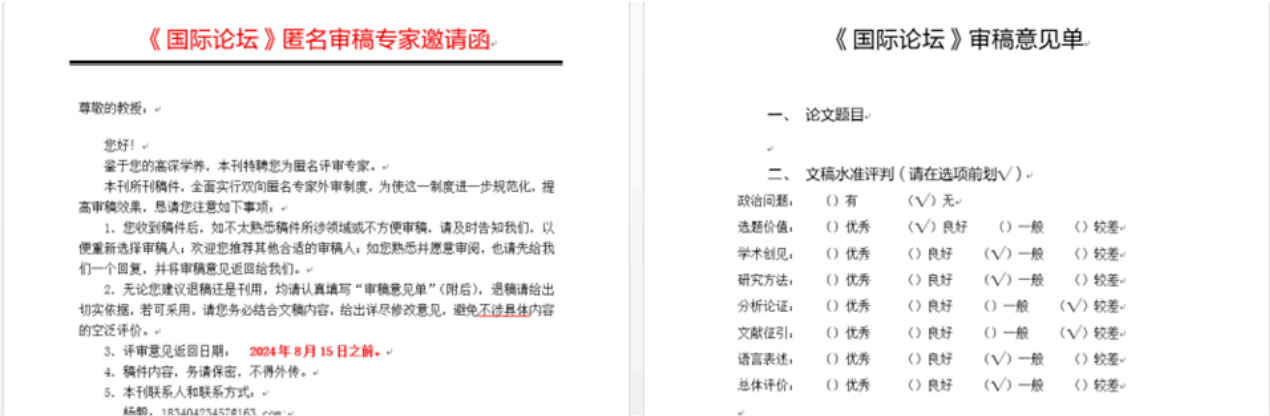 《国际论坛》匿名审稿专家邀请函
尊敬的教授：
您好！
鉴于您的高深学养，本刊特聘您为匿名评审专家。
本刊所刊稿件，全面实行双向匿名专家外审制度，为使这一制度进一步规范化，提
高审稿效果，恳请您注意如下事项：
1．您收到稿件后，如不太熟悉稿件所涉领域或不方便审稿，请及时告知我们，以
便重新选择审稿人；欢迎您推荐其他合适的审稿人；如您熟悉并愿意审阅，也请先给我
们一个回复，并将审稿意见返回给我们。
2．无论您建议退稿还是刊用，均请认真填写“审稿意见单”（附后），退稿请给出
切实依据，若可采用，请您务必结合文稿内容，给出详尽修改意见，避免不涉具体内容
的空泛评价。
3．评审意见返回日期： 2024年8月15日之前。
4．稿件内容，务请保密，不得外传。
5．本刊联系人和联系方式：
《国际论坛》审稿意见单
一、 论文题目
二、 文稿水准评判（请在选项前划√）
政治问题： （）有 （√）无
选题价值： （）优秀 （√）良好 （）一般 （）较差
学术创见： （）优秀 （）良好 （√）一般 （）较差
研究方法： （）优秀 （）良好 （√）一般 （）较差
分析论证： （）优秀 （）良好 （）一般 （√）较差
文献征引： （）优秀 （）良好 （）一般 （√）较差
语言表述： （）优秀 （）良好 （√）一般 （）较差
总体评价： （）优秀 （）良好 （√）一般 （）较差